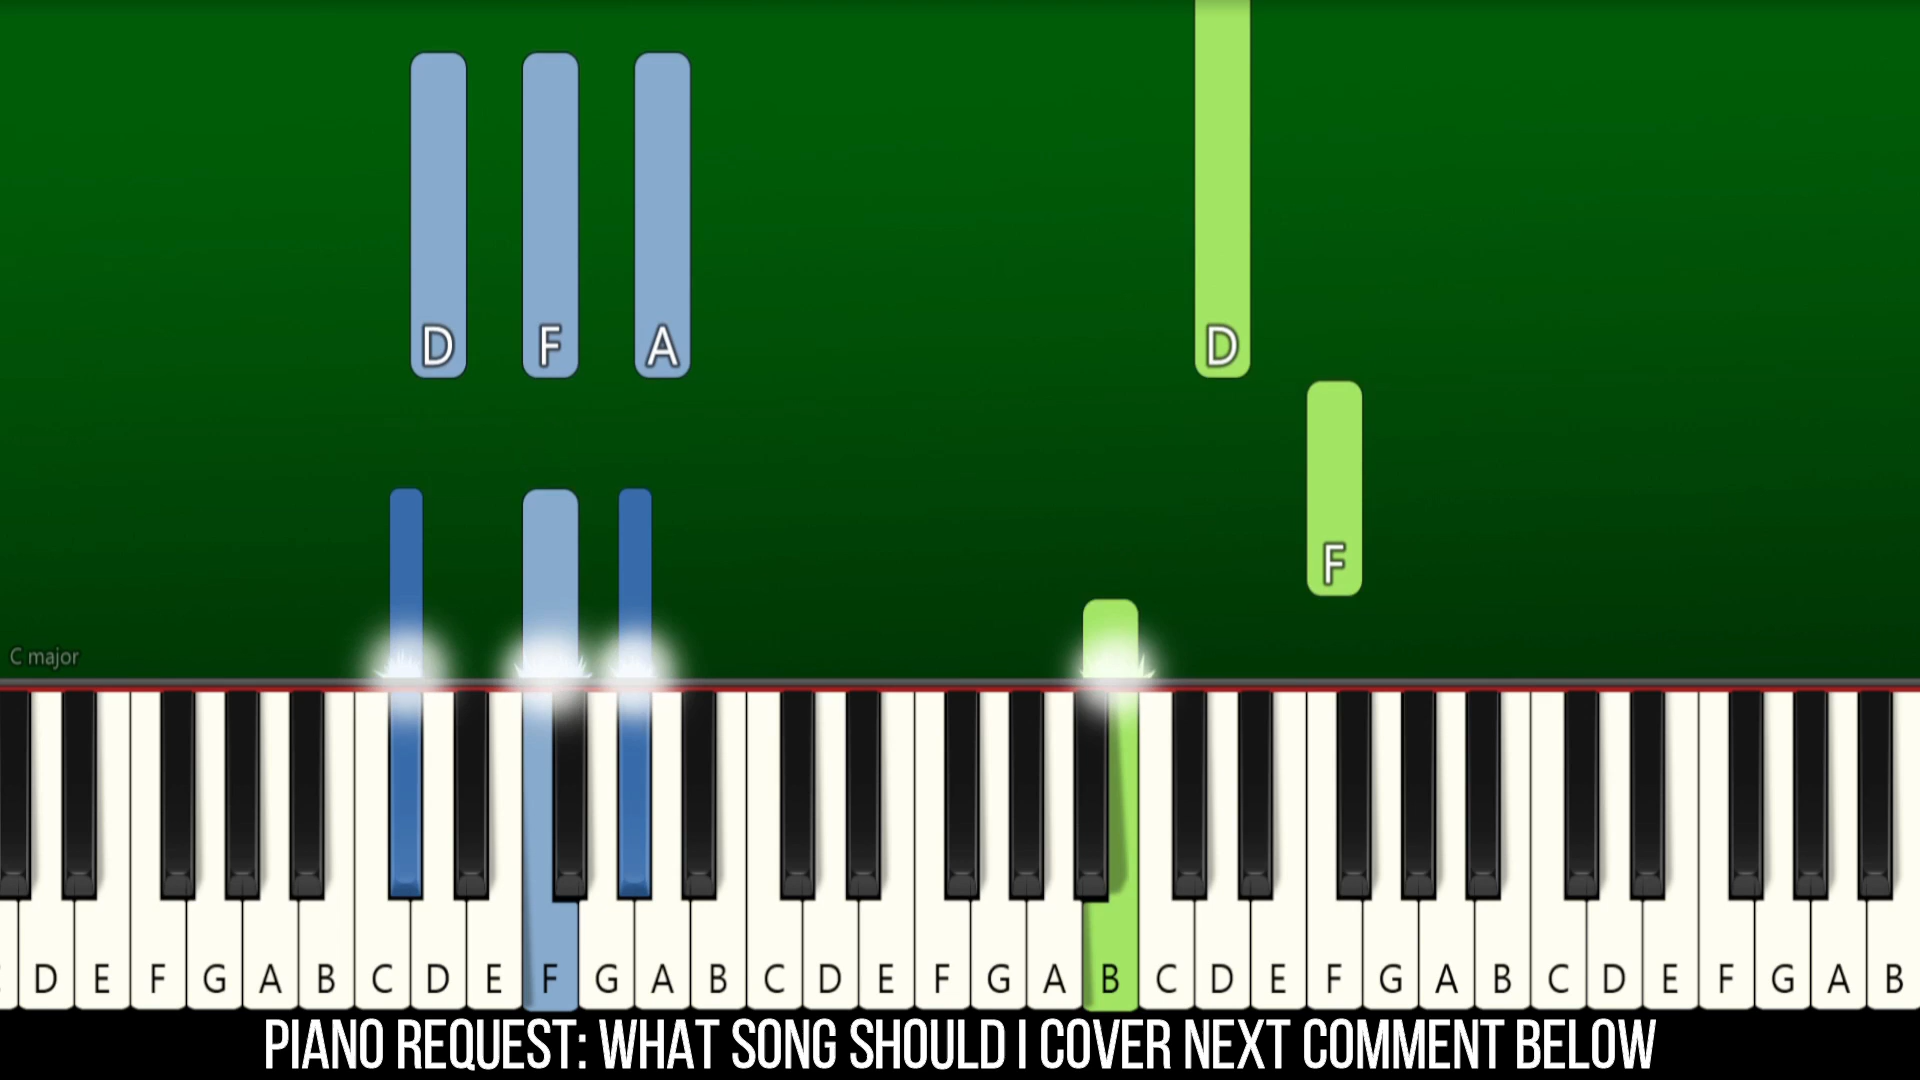 D F A D
F
C major
D E F G A B C D E F G A B C D E F G A B C D E F G A B C D E F G A B
PIANO REQUEST: WHAT SONG SHOULD I COVER NEXT COMMENT BELOW